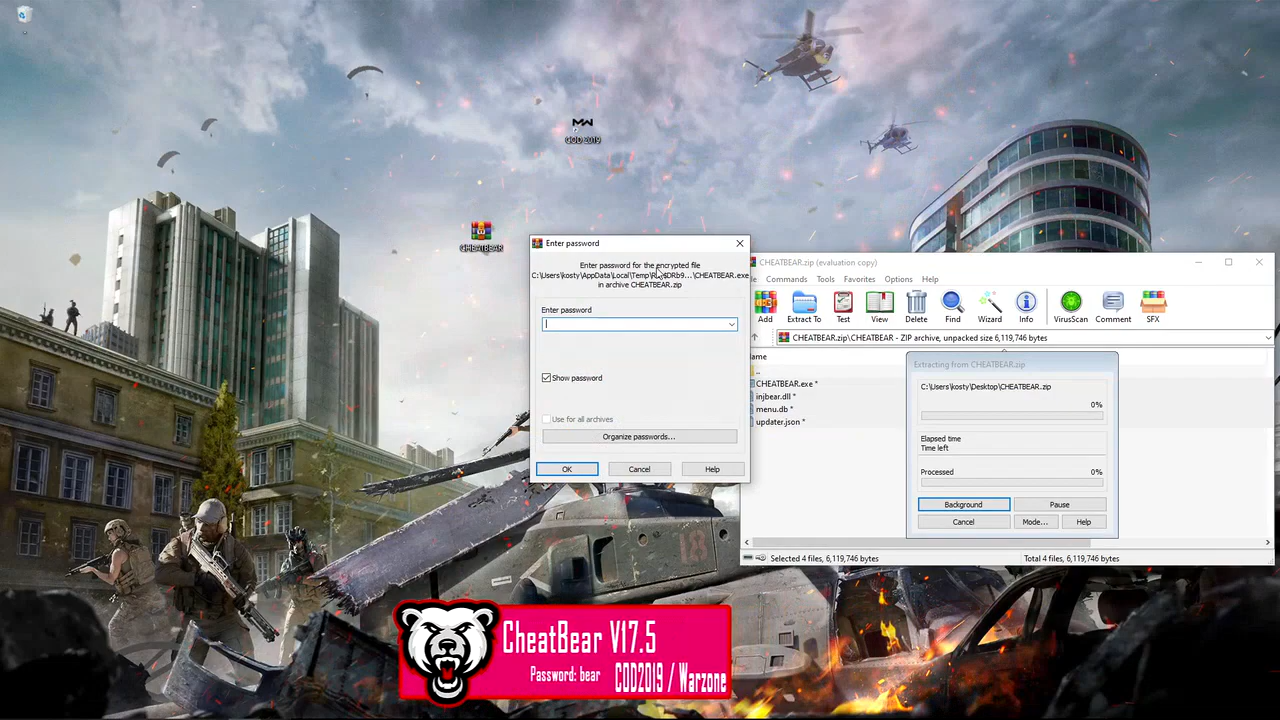 COD 2019
CHEATBEAR
Enter password
Enter password for the encrypted file
in archive CHEATBEAR.zip
Enter password
Show password
Use for all archives
Organize passwords...
OK
Cancel
Help
CHEATBEAR.zip (evaluation copy)
Commands Tools Favorites Options Help
Add Extract To Test View Delete Find Wizard Info VirusScan Comment SFX
CHEATBEAR.zip\CHEATBEAR - ZIP archive, unpacked size 6,119,746 bytes
..
CHEATBEAR.exe *
injbear.dll *
menu.db *
updater.json *
Extracting from CHEATBEAR.zip
C:\Users\kosty\Desktop\CHEATBEAR.zip
0%
Elapsed time
Time left
Processed 0%
Background Pause
Cancel Mode... Help
Selected 4 files, 6,119,746 bytes Total 4 files, 6,119,746 bytes
18
CheatBear V17.5
Password: bear COD2019 / Warzone